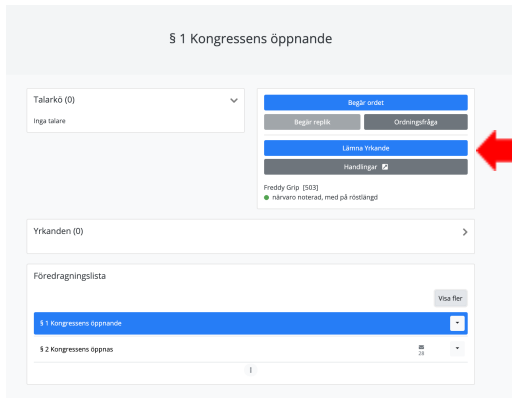 § 1 Kongressens öppnande
Talarkö (0)
Inga talare
Begär ordet
Begär replik
Ordningsfråga
Lämna Yrkande
Handlingar
Freddy Grip [503]
närvaro noterad, med på röstlängd
Yrkanden (0)
Föredragningslista
Visa fler
§ 1 Kongressens öppnande
§ 2 Kongressens öppnas
28